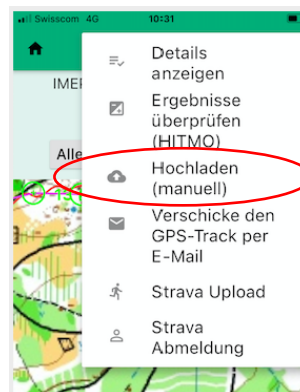 Swisscom 4G 10:31
Details
anzeigen
IMEI
Ergebnisse
überprüfen
(HITMO)
Alle
Hochladen
(manuell)
Verschicke den
GPS-Track per
E-Mail
Strava Upload
Strava
Abmeldung